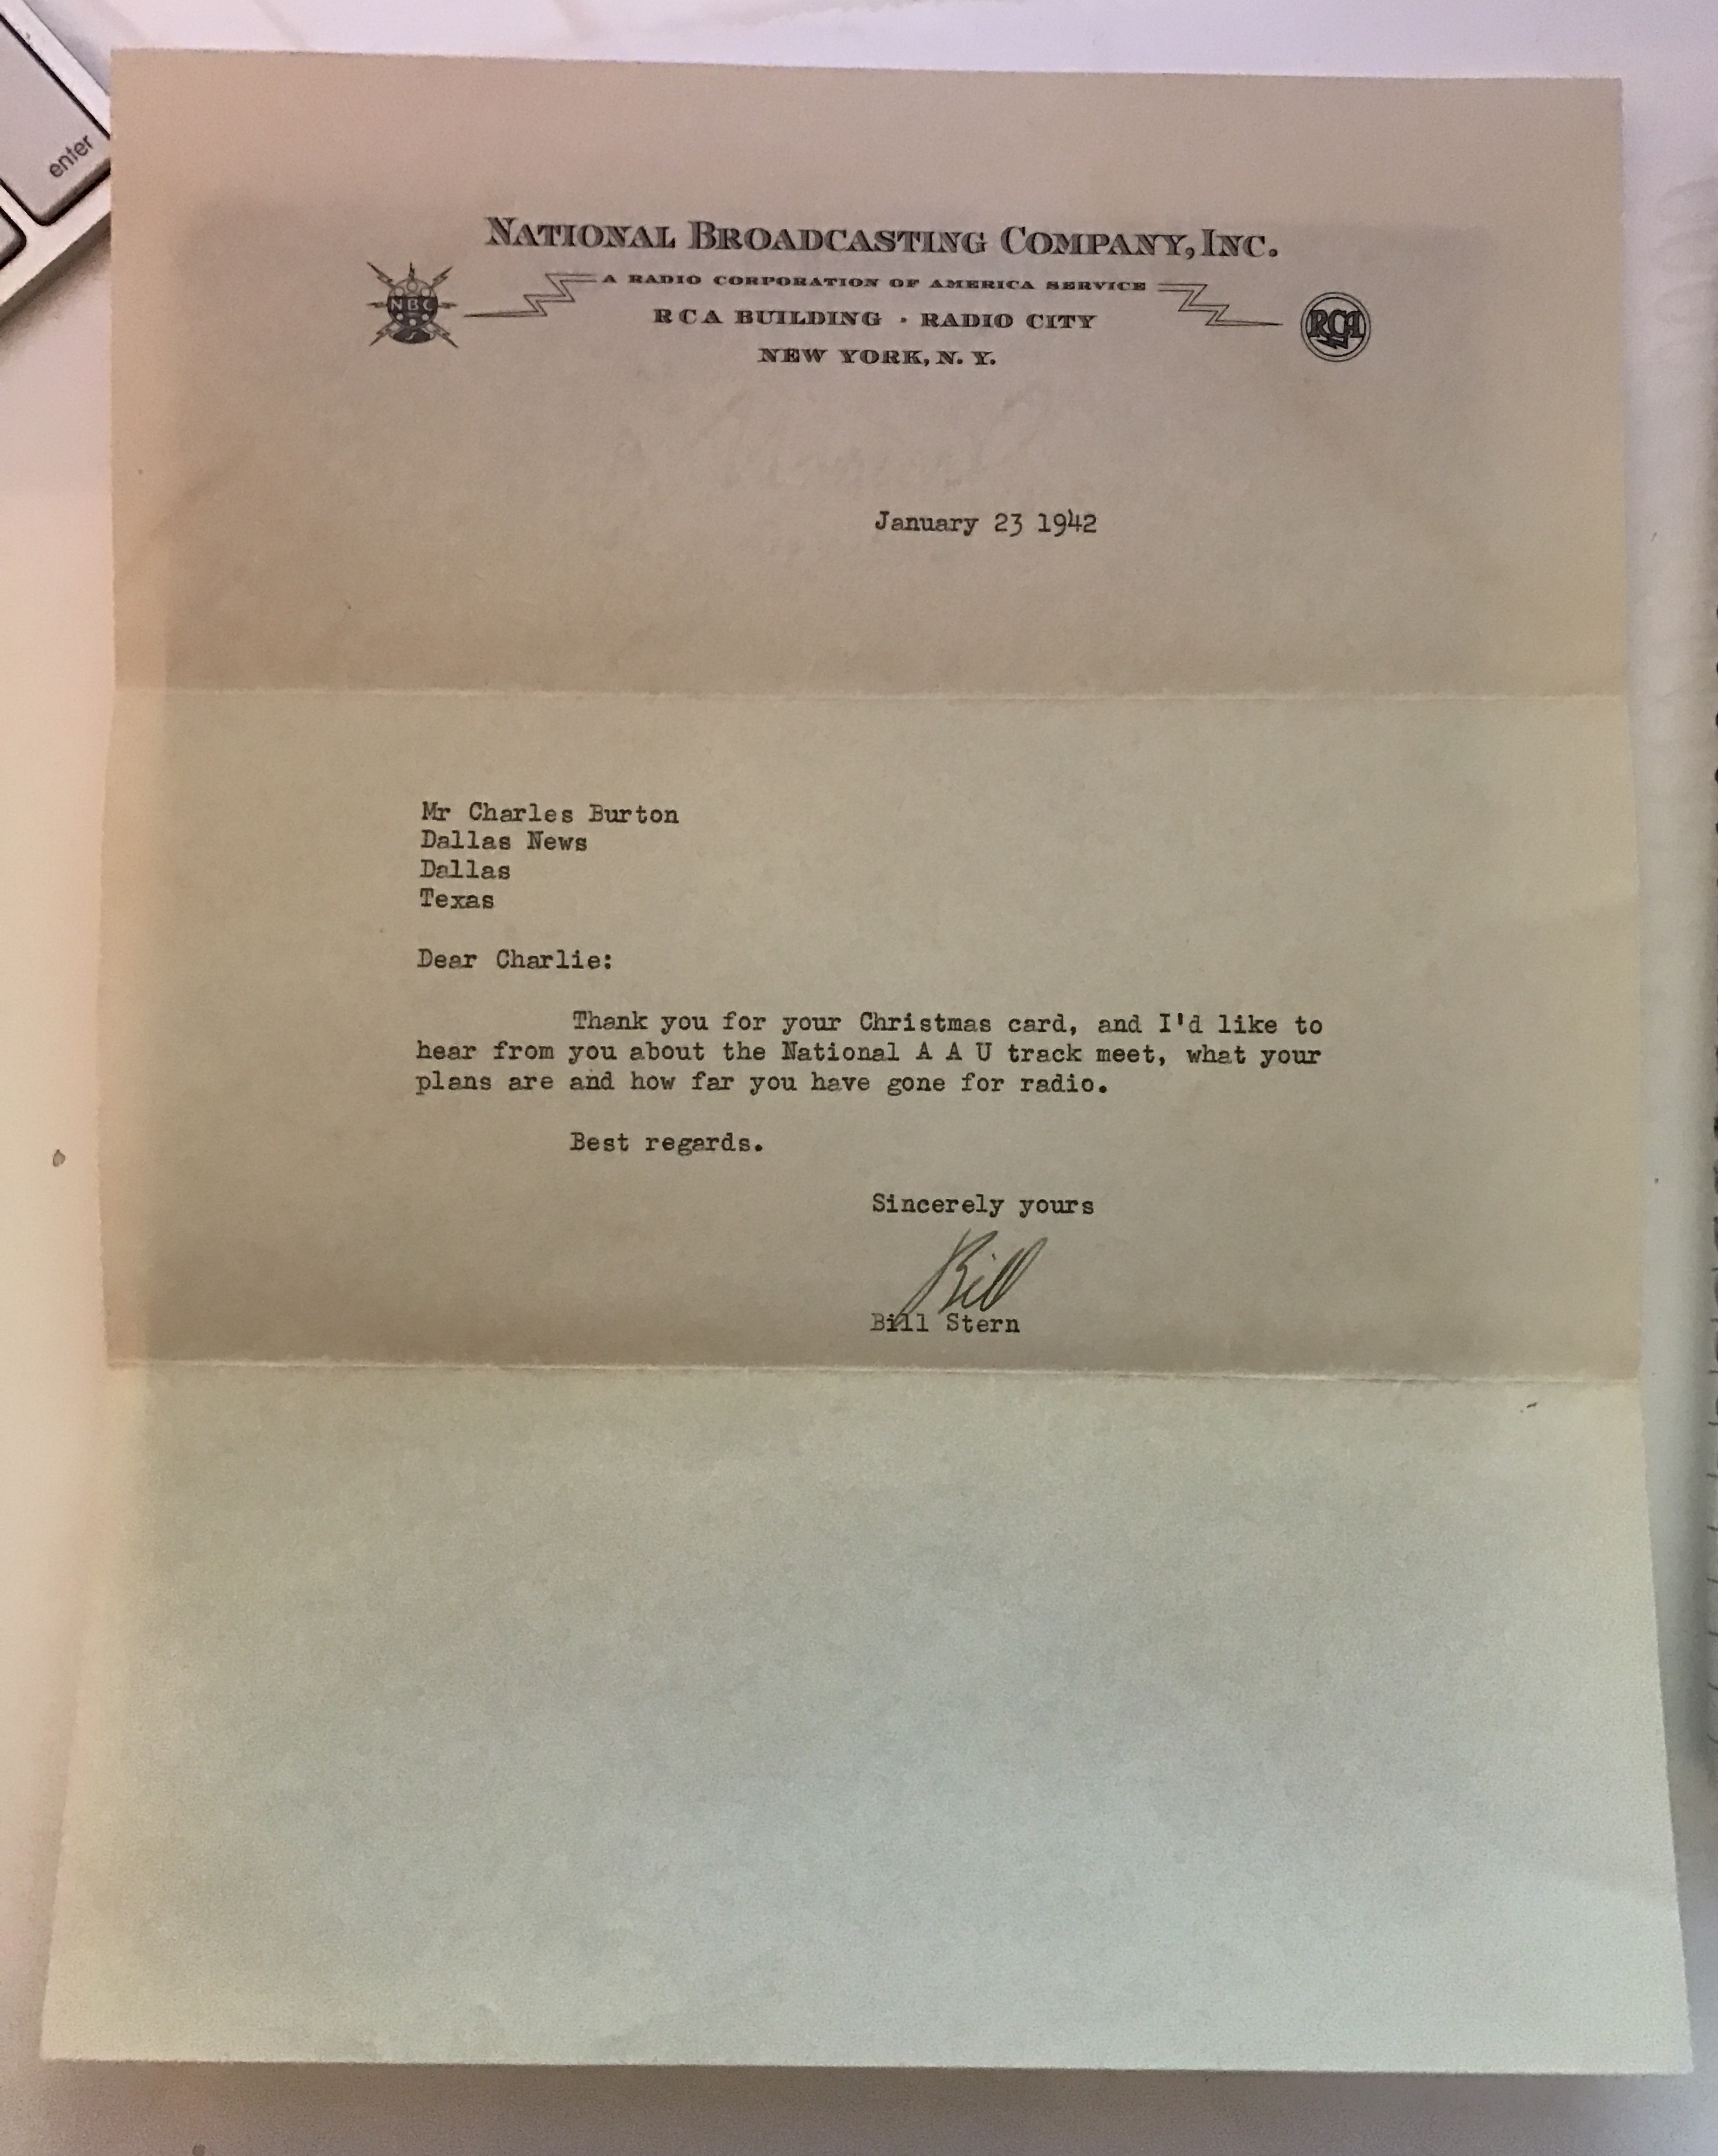 enter
NATIONAL BROADCASTING COMPANY, INC.
A RADIO CORPORATION OF AMERICA SERVICE
RCA BUILDING · RADIO CITY
NEW YORK, N. Y.
NBC
RCA
January 23 1942
Mr Charles Burton
Dallas News
Dallas
Texas
Dear Charlie:
Thank you for your Christmas card, and I'd like to
hear from you about the National A A U track meet, what your
plans are and how far you have gone for radio.
Best regards.
Sincerely yours
Bill
Bill Stern